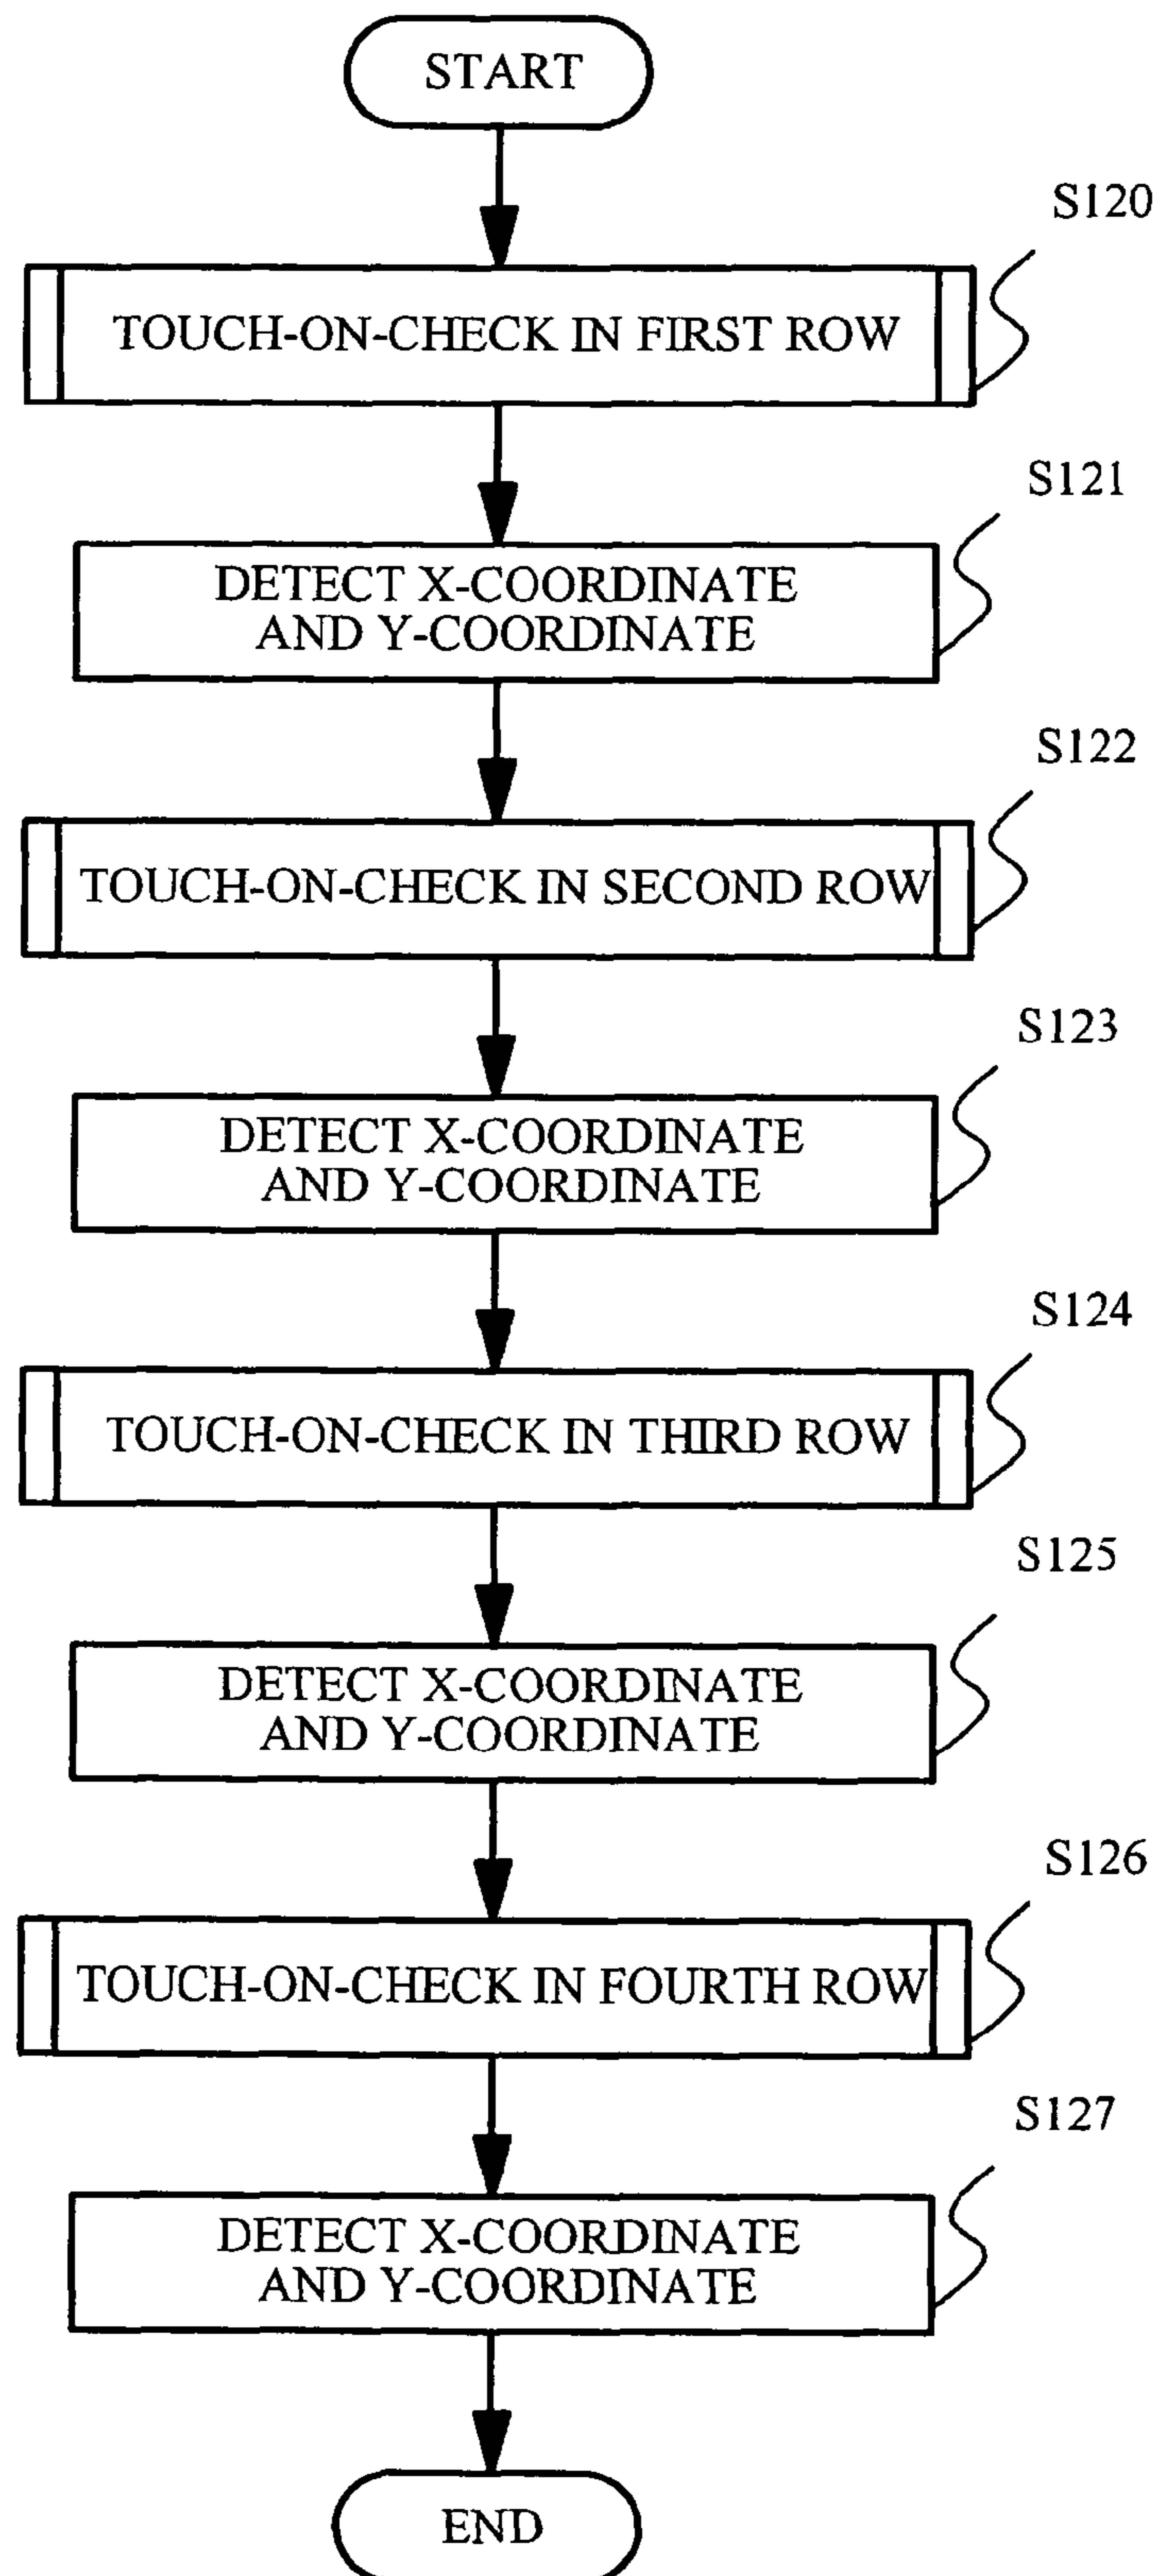 START
S120
TOUCH-ON-CHECK IN FIRST ROW
S121
DETECT X-COORDINATE
AND Y-COORDINATE
S122
TOUCH-ON-CHECK IN SECOND ROW
S123
DETECT X-COORDINATE
AND Y-COORDINATE
S124
TOUCH-ON-CHECK IN THIRD ROW
S125
DETECT X-COORDINATE
AND Y-COORDINATE
S126
TOUCH-ON-CHECK IN FOURTH ROW
S127
DETECT X-COORDINATE
AND Y-COORDINATE
END